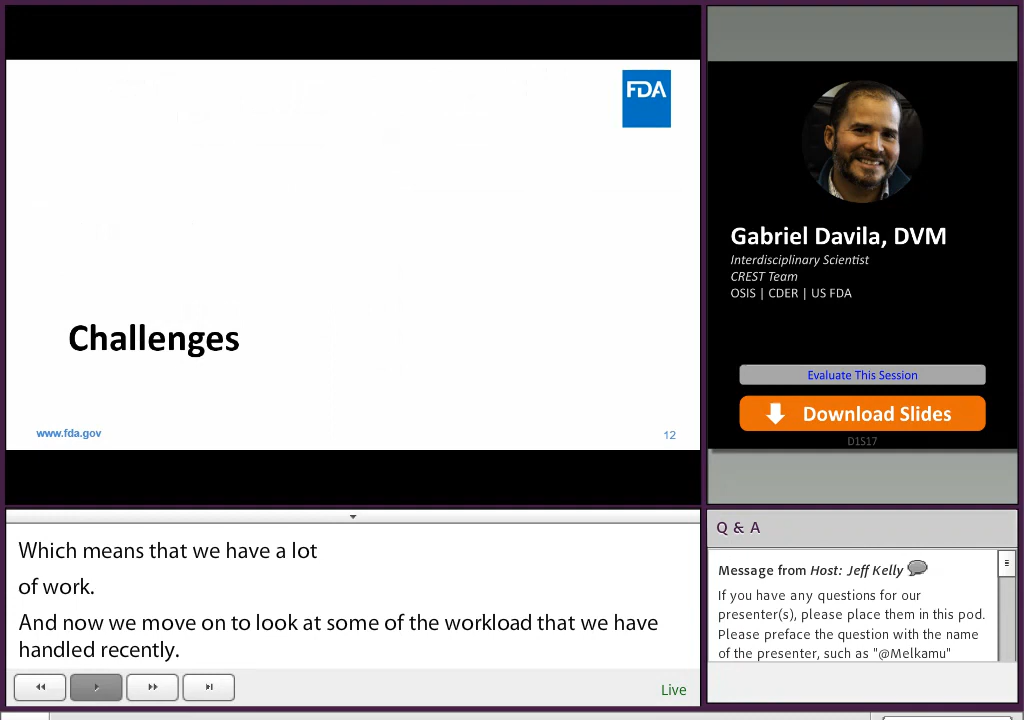 FDA
Challenges
www.fda.gov
12
Gabriel Davila, DVM
Interdisciplinary Scientist
CREST Team
OSIS | CDER | US FDA
Evaluate This Session
Download Slides
D1S17
Which means that we have a lot
of work.
And now we move on to look at some of the workload that we have
handled recently.
Live
Q & A
Message from Host: Jeff Kelly
If you have any questions for our
presenter(s), please place them in this pod.
Please preface the question with the name
of the presenter, such as "@Melkamu"